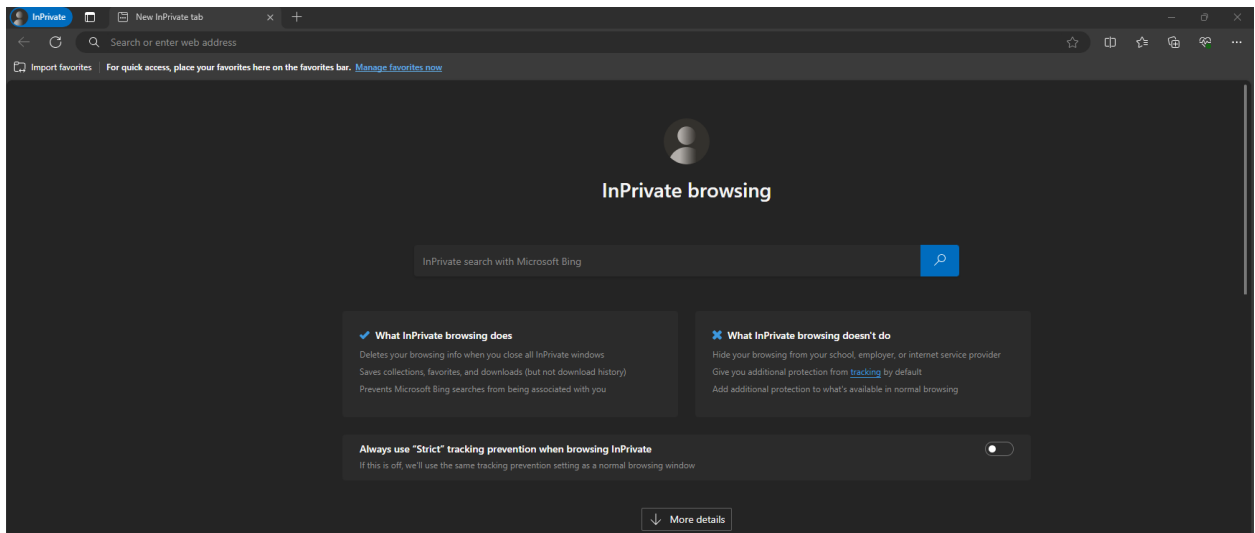 InPrivate
New InPrivate tab
Search or enter web address
Import favorites
For quick access, place your favorites here on the favorites bar. Manage favorites now
InPrivate browsing
InPrivate search with Microsoft Bing
What InPrivate browsing does
Deletes your browsing info when you close all InPrivate windows
Saves collections, favorites, and downloads (but not download history)
Prevents Microsoft Bing searches from being associated with you
What InPrivate browsing doesn't do
Hide your browsing from your school, employer, or internet service provider
Give you additional protection from tracking by default
Add additional protection to what's available in normal browsing
Always use "Strict" tracking prevention when browsing InPrivate
If this is off, we'll use the same tracking prevention setting as a normal browsing window
More details